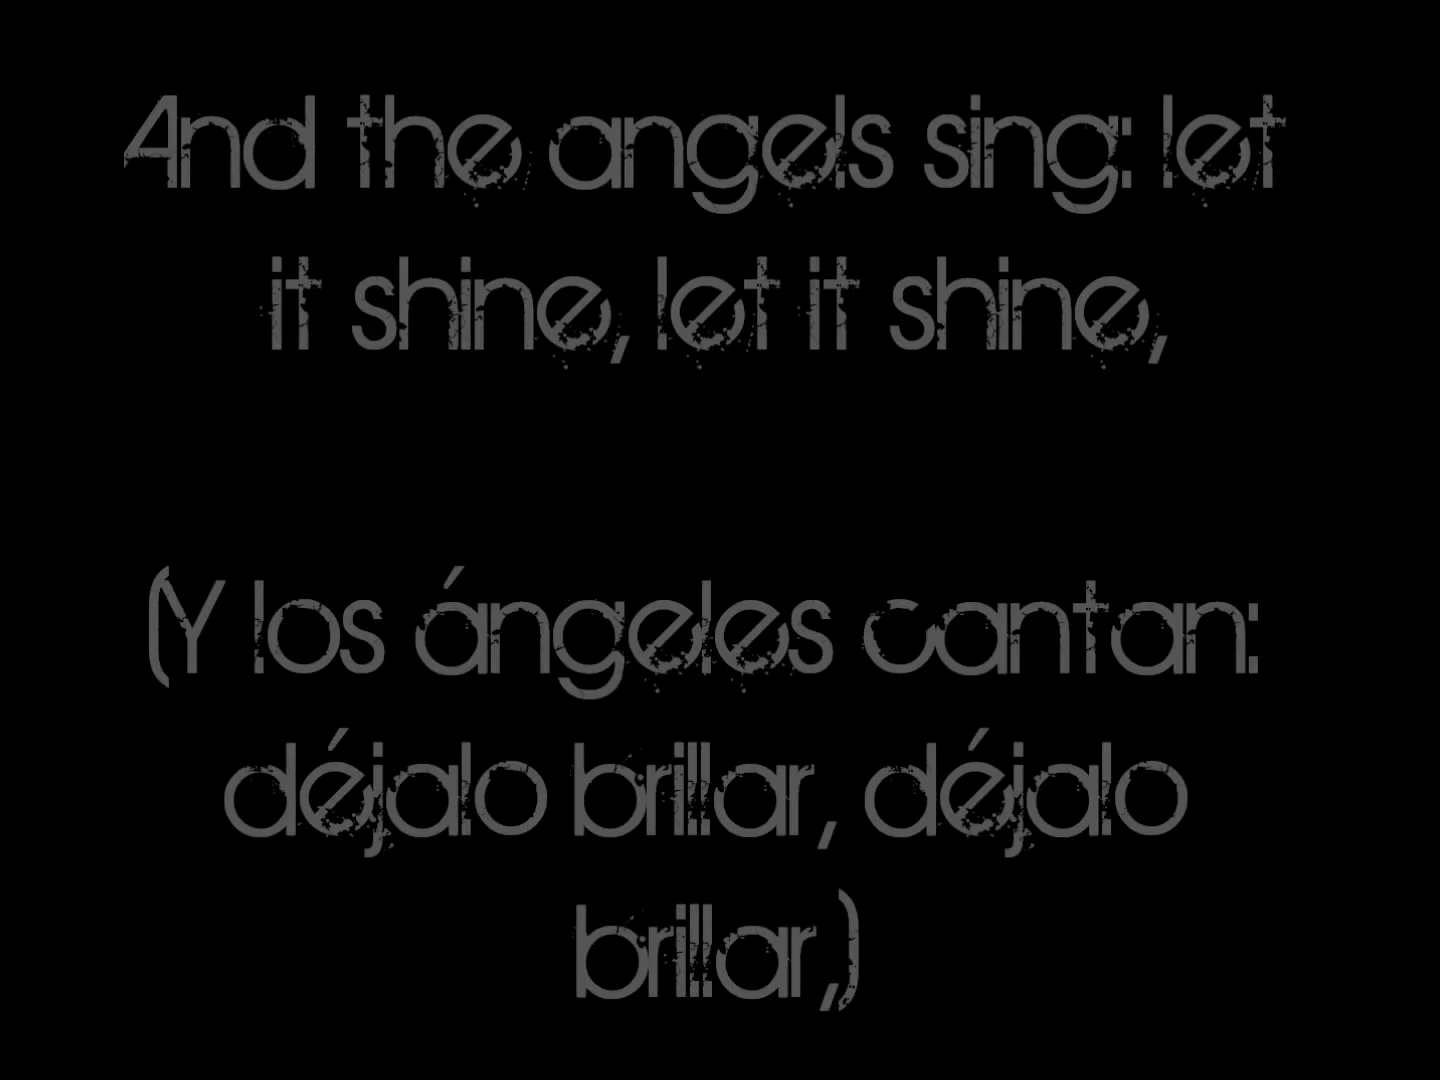 And the angels sing: let
it shine, let it shine,
(Y los ángeles cantan:
déjalo brillar, déjalo
brillar,)